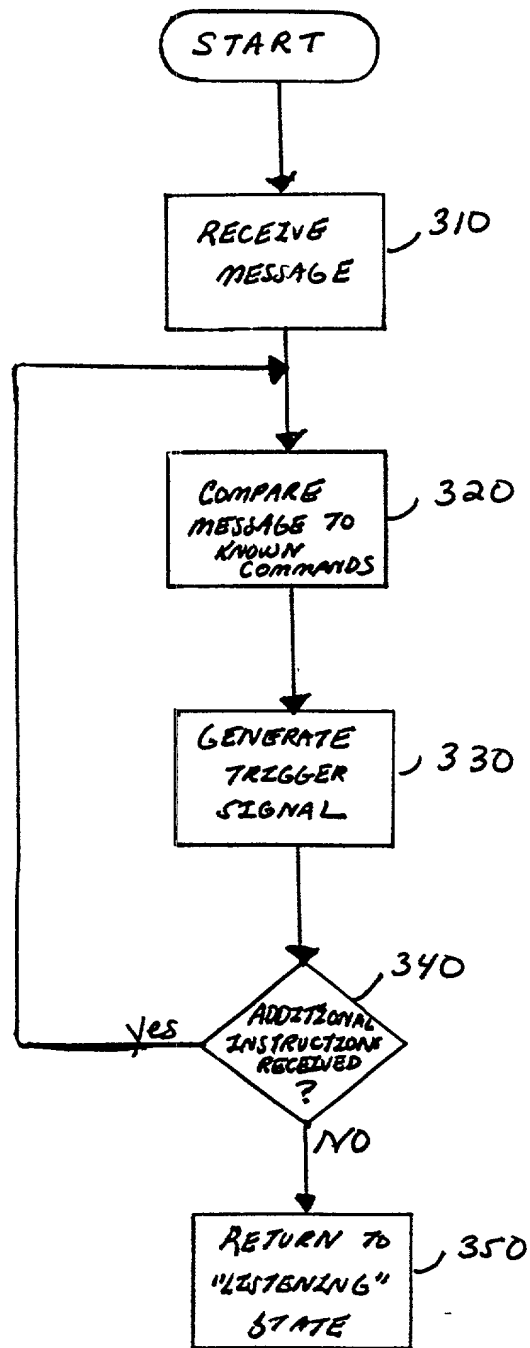 START
RECEIVE
MESSAGE
310
COMPARE
MESSAGE TO
KNOWN
COMMANDS
320
GENERATE
TRIGGER
SIGNAL
330
340
ADDITIONAL
INSTRUCTIONS
RECEIVED
?
Yes
NO
RETURN TO
"LISTENING"
STATE
350